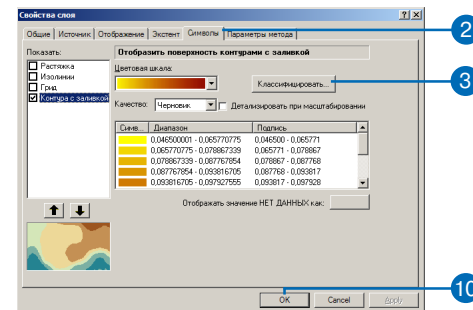 Свойства слоя
Общие Источник Отображение Экстент Символы Параметры метода
2
Показать:
Растяжка
Изолинии
Грид
Контура с заливкой
Отобразить поверхность контурами с заливкой
Цветовая шкала:
Классифицировать...
3
Качество: Черновик Детализировать при масштабировании
Симв... Диапазон Подпись
0,046500001 - 0,065770775 0,046500 - 0,065771
0,065770775 - 0,078867339 0,065771 - 0,078867
0,078867339 - 0,087767854 0,078867 - 0,087768
0,087767854 - 0,093816705 0,087768 - 0,093817
0,093816705 - 0,097927555 0,093817 - 0,097928
Отображать значение НЕТ ДАННЫХ как:
10
OK Cancel Apply